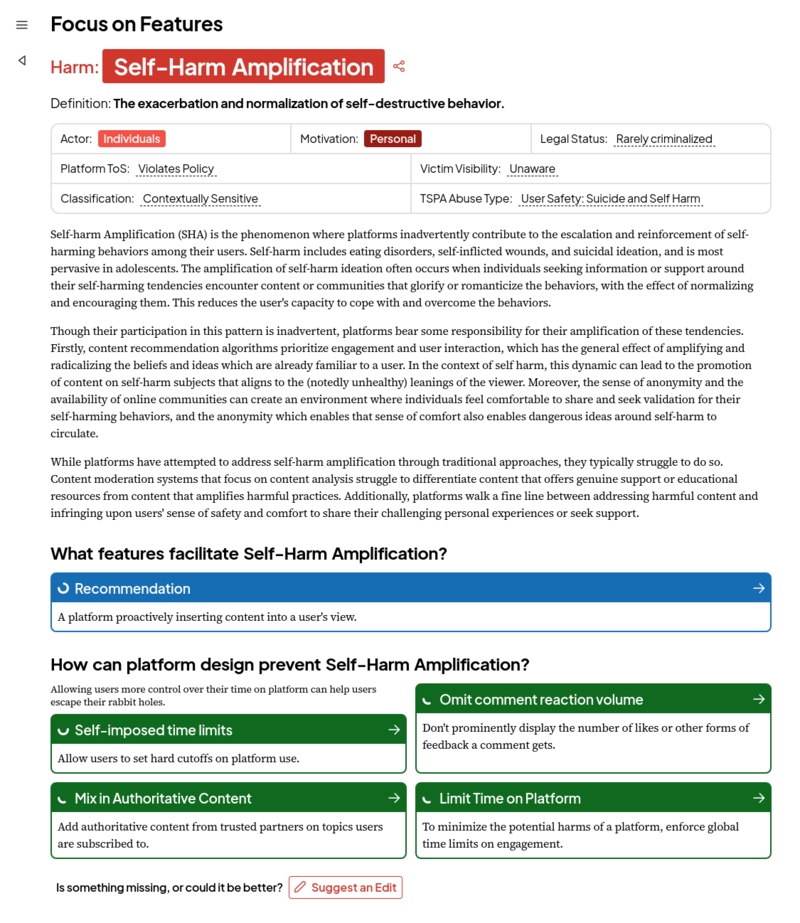 Focus on Features
Harm: Self-Harm Amplification
Definition: The exacerbation and normalization of self-destructive behavior.
Actor: Individuals
Motivation: Personal
Legal Status: Rarely criminalized
Platform ToS: Violates Policy
Victim Visibility: Unaware
Classification: Contextually Sensitive
TSPA Abuse Type: User Safety: Suicide and Self Harm
Self-harm Amplification (SHA) is the phenomenon where platforms inadvertently contribute to the escalation and reinforcement of self-
harming behaviors among their users. Self-harm includes eating disorders, self-inflicted wounds, and suicidal ideation, and is most
pervasive in adolescents. The amplification of self-harm ideation often occurs when individuals seeking information or support around
their self-harming tendencies encounter content or communities that glorify or romanticize the behaviors, with the effect of normalizing
and encouraging them. This reduces the user's capacity to cope with and overcome the behaviors.
Though their participation in this pattern is inadvertent, platforms bear some responsibility for their amplification of these tendencies.
Firstly, content recommendation algorithms prioritize engagement and user interaction, which has the general effect of amplifying and
radicalizing the beliefs and ideas which are already familiar to a user. In the context of self harm, this dynamic can lead to the promotion
of content on self-harm subjects that aligns to the (notedly unhealthy) leanings of the viewer. Moreover, the sense of anonymity and the
availability of online communities can create an environment where individuals feel comfortable to share and seek validation for their
self-harming behaviors, and the anonymity which enables that sense of comfort also enables dangerous ideas around self-harm to
circulate.
While platforms have attempted to address self-harm amplification through traditional approaches, they typically struggle to do so.
Content moderation systems that focus on content analysis struggle to differentiate content that offers genuine support or educational
resources from content that amplifies harmful practices. Additionally, platforms walk a fine line between addressing harmful content and
infringing upon users' sense of safety and comfort to share their challenging personal experiences or seek support.
What features facilitate Self-Harm Amplification?
Recommendation
A platform proactively inserting content into a user's view.
How can platform design prevent Self-Harm Amplification?
Allowing users more control over their time on platform can help users
escape their rabbit holes.
Self-imposed time limits
Allow users to set hard cutoffs on platform use.
Omit comment reaction volume
Don't prominently display the number of likes or other forms of
feedback a comment gets.
Mix in Authoritative Content
Add authoritative content from trusted partners on topics users
are subscribed to.
Limit Time on Platform
To minimize the potential harms of a platform, enforce global
time limits on engagement.
Is something missing, or could it be better? Suggest an Edit